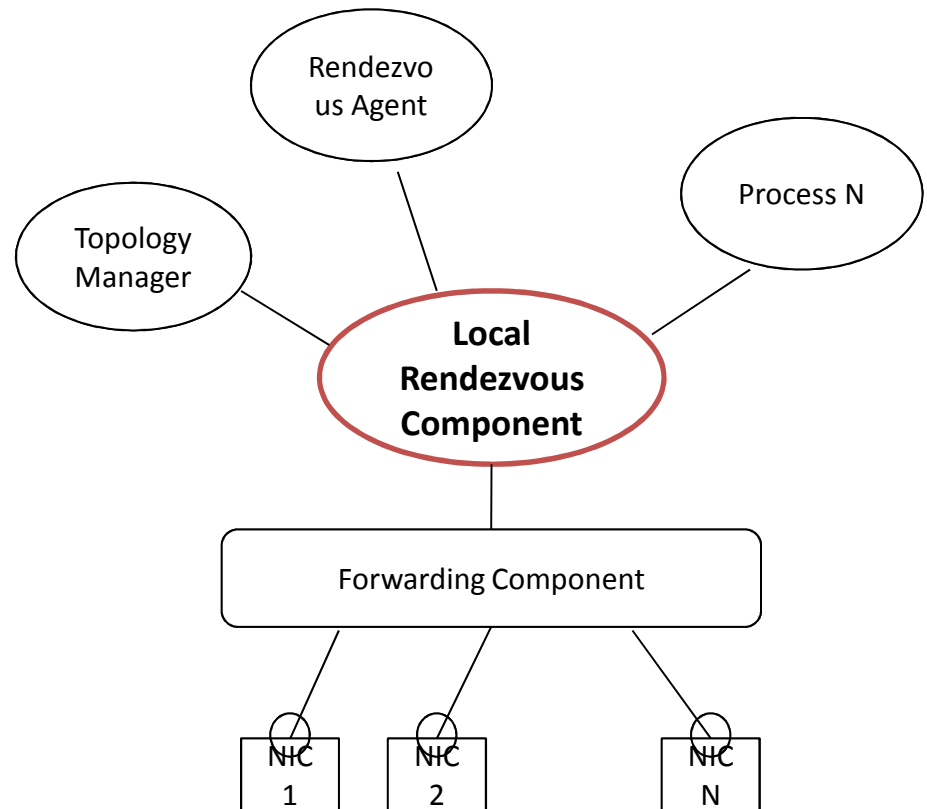 Rendezvo
us Agent
Process N
Topology
Manager
Local
Rendezvous
Component
Forwarding Component
NIC
1
NIC
2
NIC
N